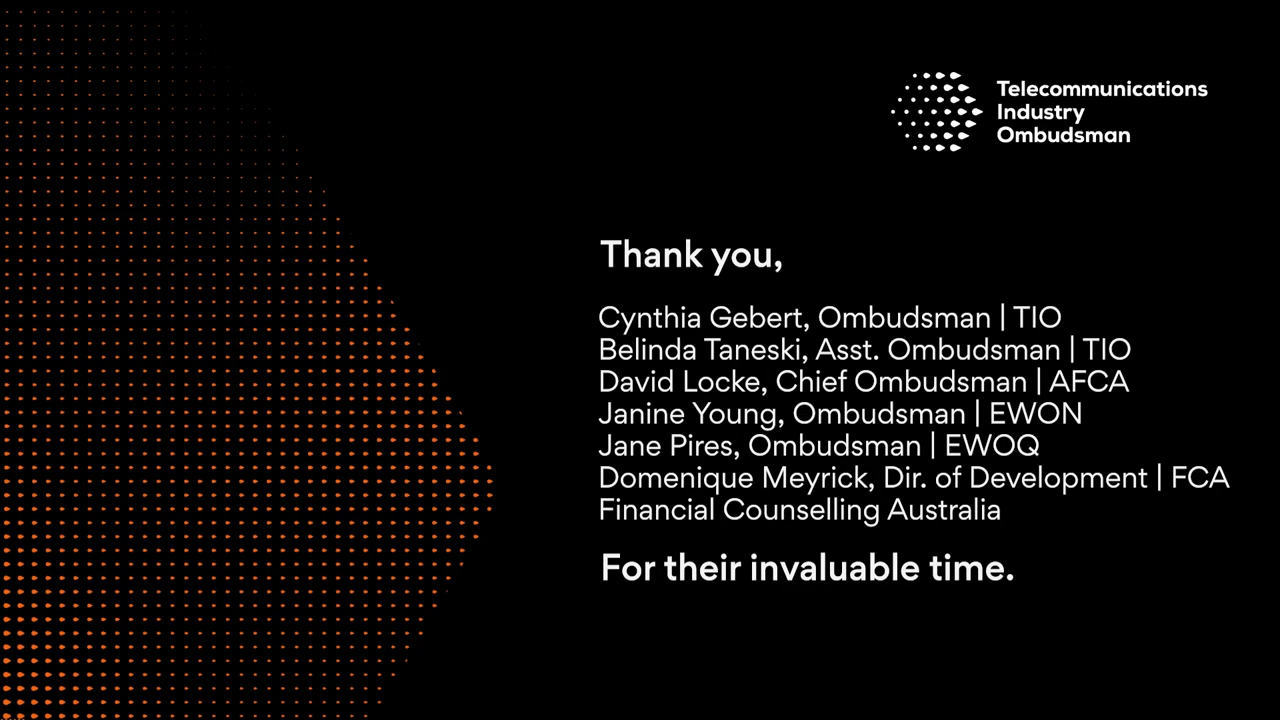 Telecommunications
Industry
Ombudsman
Thank you,
Cynthia Gebert, Ombudsman | TIO
Belinda Taneski, Asst. Ombudsman | TIO
David Locke, Chief Ombudsman | AFCA
Janine Young, Ombudsman | EWON
Jane Pires, Ombudsman | EWOQ
Domenique Meyrick, Dir. of Development | FCA
Financial Counselling Australia
For their invaluable time.